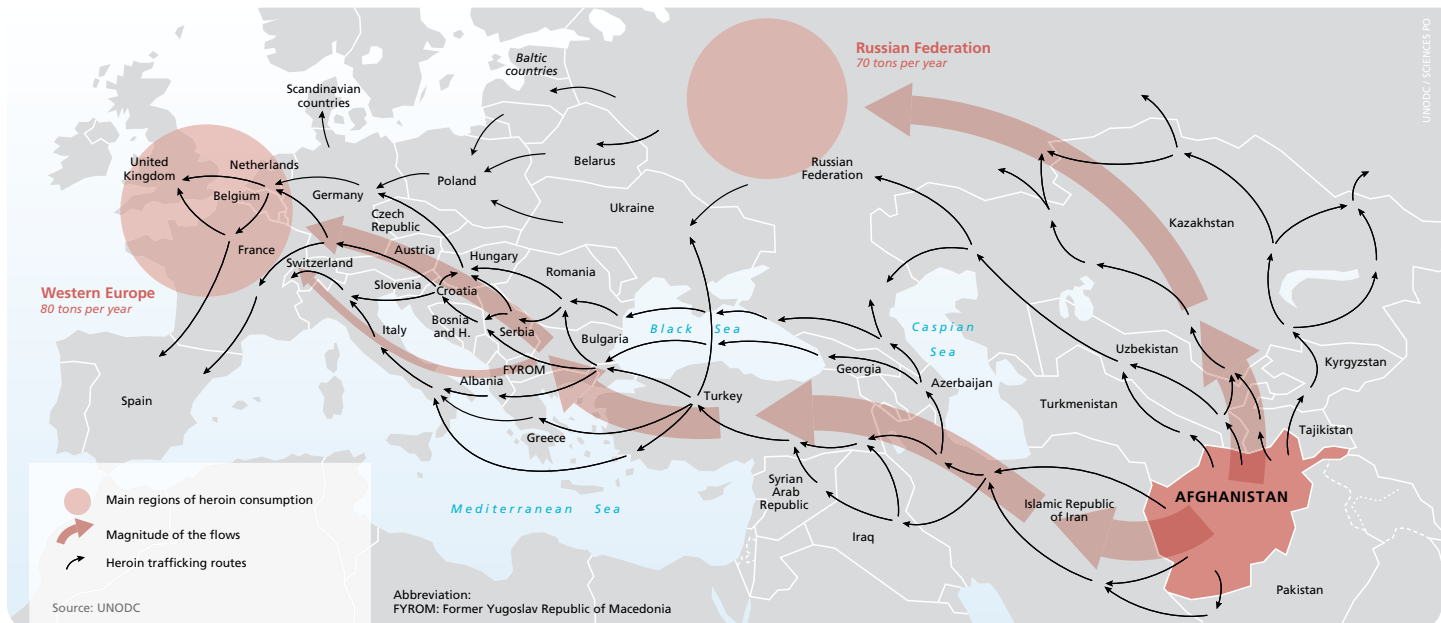 UNODC / SCIENCES PO
Russian Federation
70 tons per year
Baltic
countries
Scandinavian
countries
United
Kingdom
Netherlands
Belgium
Germany
Poland
Belarus
Russian
Federation
Ukraine
Czech
Republic
Kazakhstan
France
Austria
Hungary
Switzerland
Romania
Slovenia
Croatia
Western Europe
80 tons per year
Bosnia
and H.
Serbia
Italy
Bulgaria
Black Sea
Caspian
Sea
Uzbekistan
Kyrgyzstan
Georgia
FYROM
Albania
Azerbaijan
Spain
Turkey
Turkmenistan
Greece
Tajikistan
Syrian
Arab
Republic
AFGHANISTAN
Islamic Republic
of Iran
Mediterranean Sea
Iraq
Pakistan
Main regions of heroin consumption
Magnitude of the flows
Heroin trafficking routes
Source: UNODC
Abbreviation:
FYROM: Former Yugoslav Republic of Macedonia